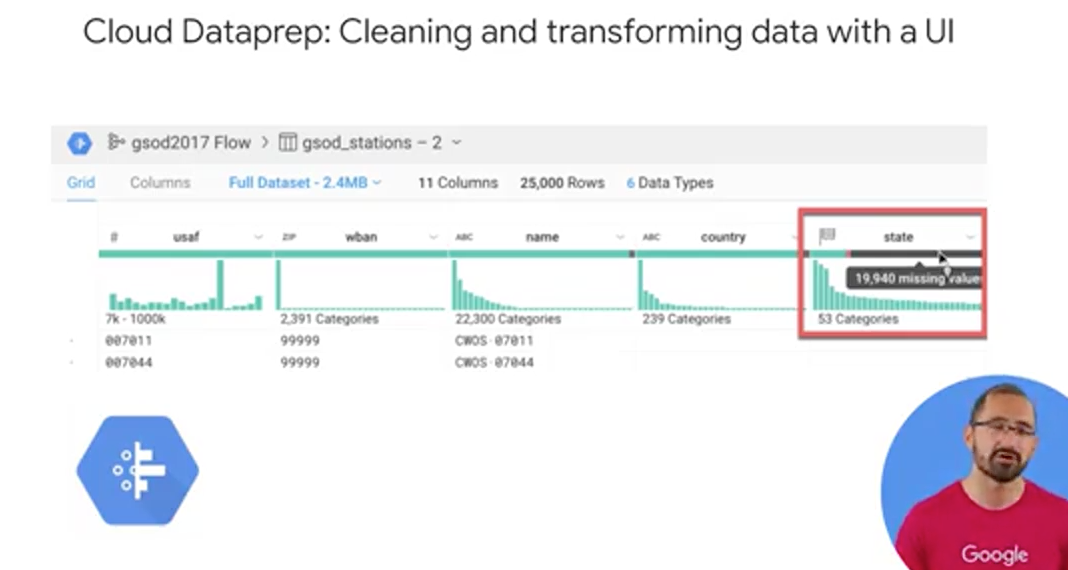 Cloud Dataprep: Cleaning and transforming data with a UI
gsod2017 Flow > gsod_stations – 2
Grid Columns Full Dataset - 2.4MB 11 Columns 25,000 Rows 6 Data Types
# usaf ZIP wban ABC name ABC country state
19,940 missing value
7k - 1000k 2,391 Categories 22,300 Categories 239 Categories 53 Categories
007011 99999 CWOS·07011
007044 99999 CWOS·07044
Google